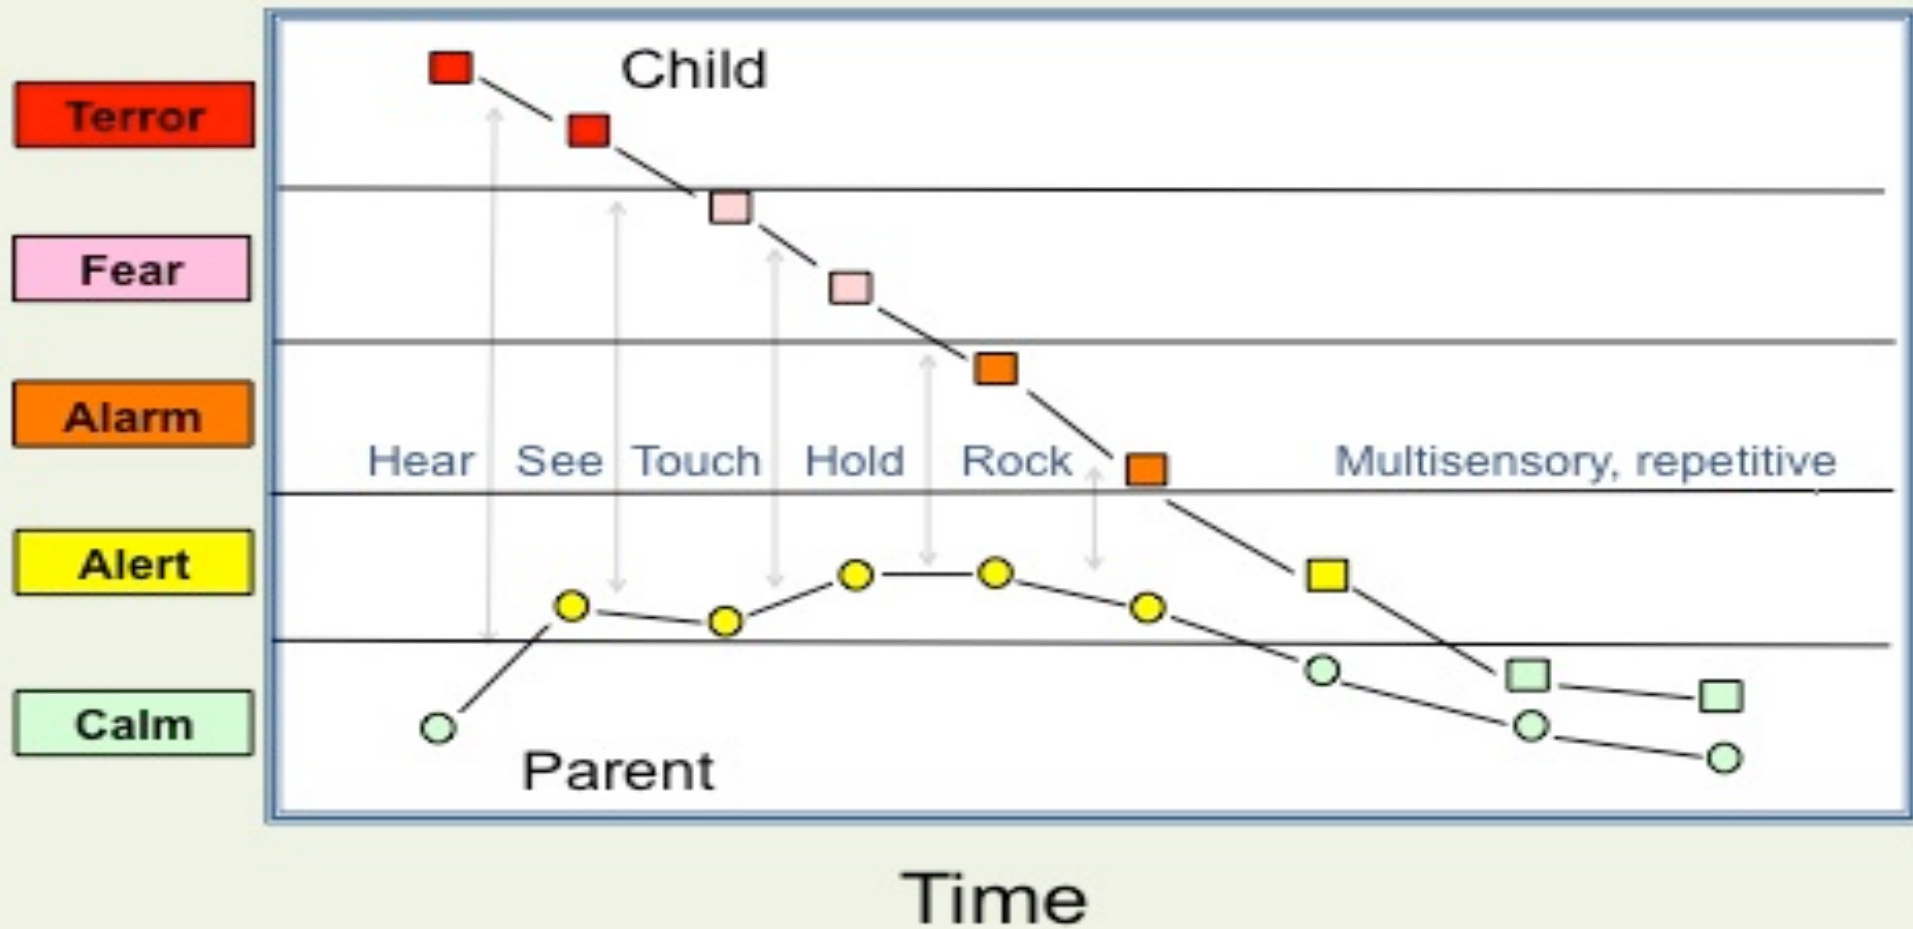 Child
Terror
Fear
Alarm
Hear See Touch Hold Rock Multisensory, repetitive
Alert
Calm
Parent
Time